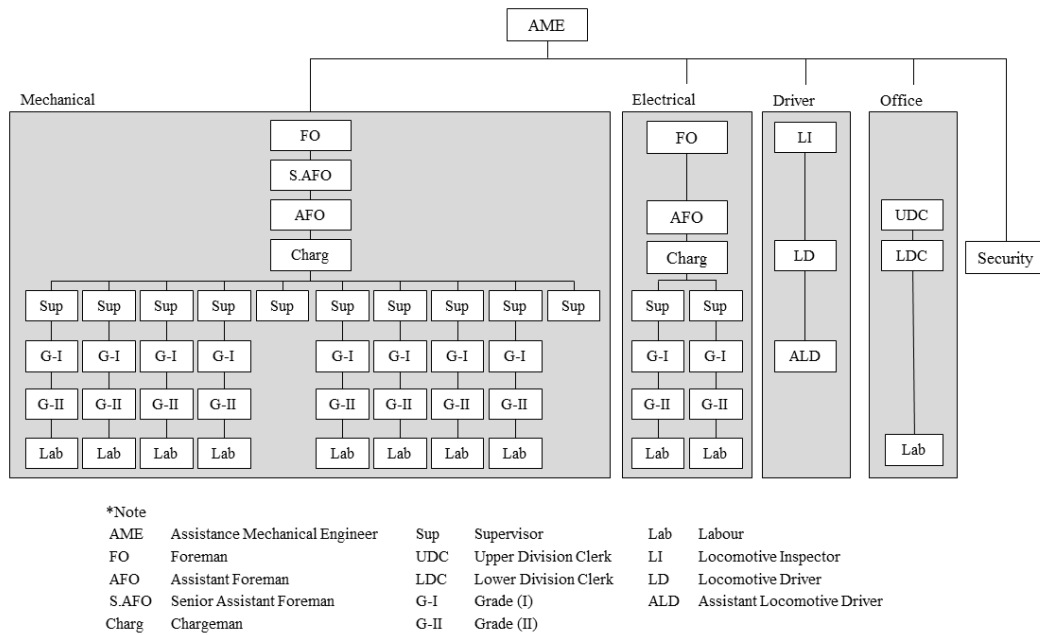 AME
Mechanical Electrical Driver Office
FO FO LI
S.AFO
AFO AFO UDC
Charg Charg LD LDC Security
Sup Sup Sup Sup Sup Sup Sup Sup Sup Sup Sup Sup
G-I G-I G-I G-I G-I G-I G-I G-I G-I G-I ALD
G-II G-II G-II G-II G-II G-II G-II G-II G-II G-II
Lab Lab Lab Lab Lab Lab Lab Lab Lab Lab Lab
*Note
AME Assistance Mechanical Engineer Sup Supervisor Lab Labour
FO Foreman UDC Upper Division Clerk LI Locomotive Inspector
AFO Assistant Foreman LDC Lower Division Clerk LD Locomotive Driver
S.AFO Senior Assistant Foreman G-I Grade (I) ALD Assistant Locomotive Driver
Charg Chargeman G-II Grade (II)